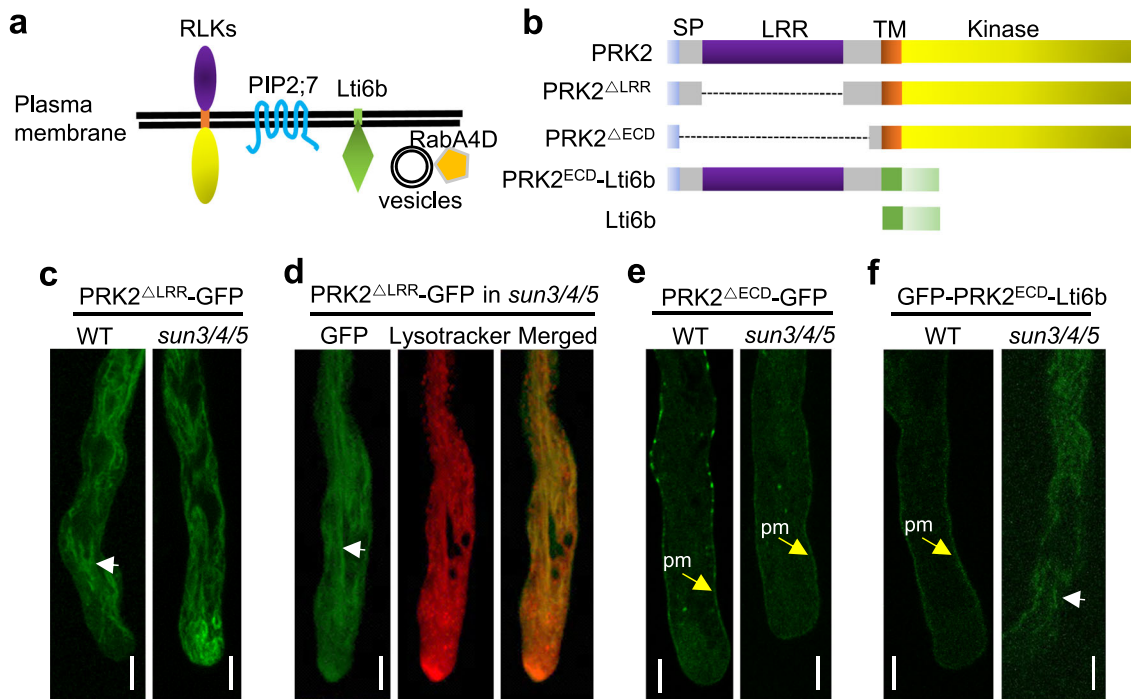 a
RLKs
PIP2;7
Lti6b
Plasma
membrane
RabA4D
vesicles
b
SP LRR TM Kinase
PRK2
PRK2△LRR
PRK2△ECD
PRK2ECD-Lti6b
Lti6b
c
PRK2△LRR-GFP
WT sun3/4/5
d
PRK2△LRR-GFP in sun3/4/5
GFP Lysotracker Merged
e
PRK2△ECD-GFP
WT sun3/4/5
pm
pm
f
GFP-PRK2ECD-Lti6b
WT sun3/4/5
pm